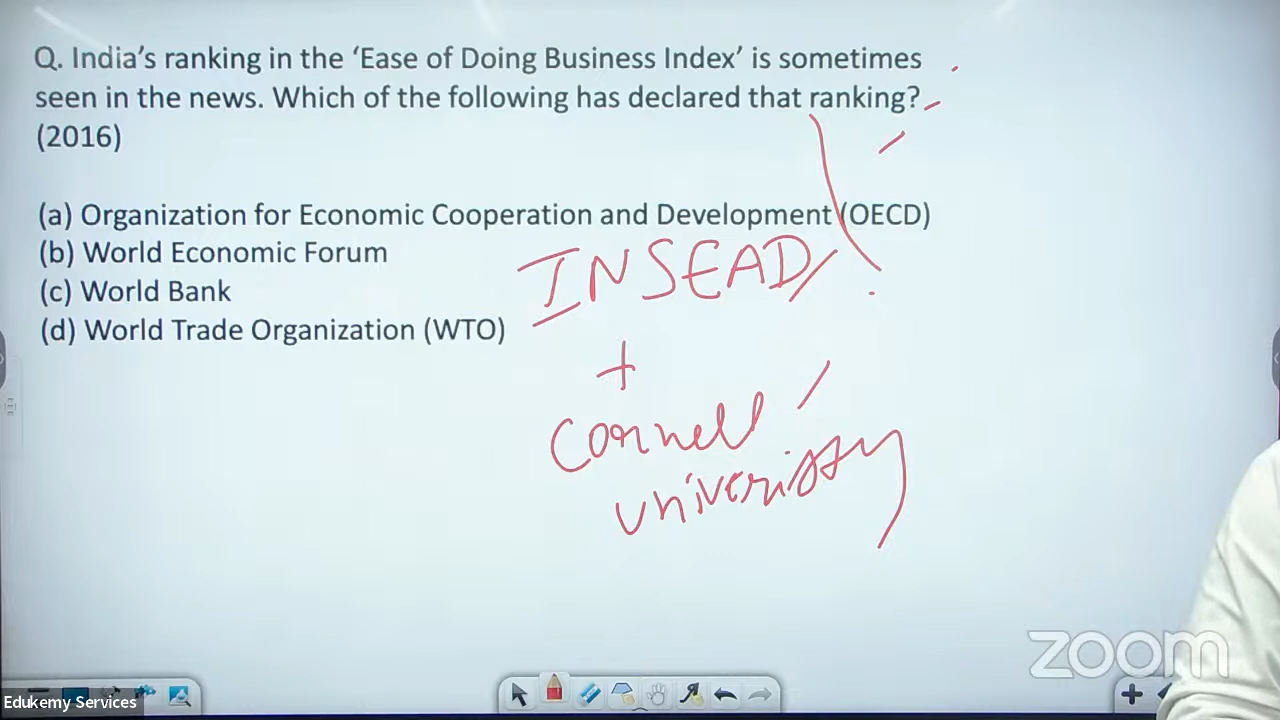 Q. India's ranking in the 'Ease of Doing Business Index' is sometimes
seen in the news. Which of the following has declared that ranking?
(2016)
(a) Organization for Economic Cooperation and Development (OECD)
(b) World Economic Forum
(c) World Bank
(d) World Trade Organization (WTO)
INSEAD
+
Cornell
univeristy
zoom
Edukemy Services